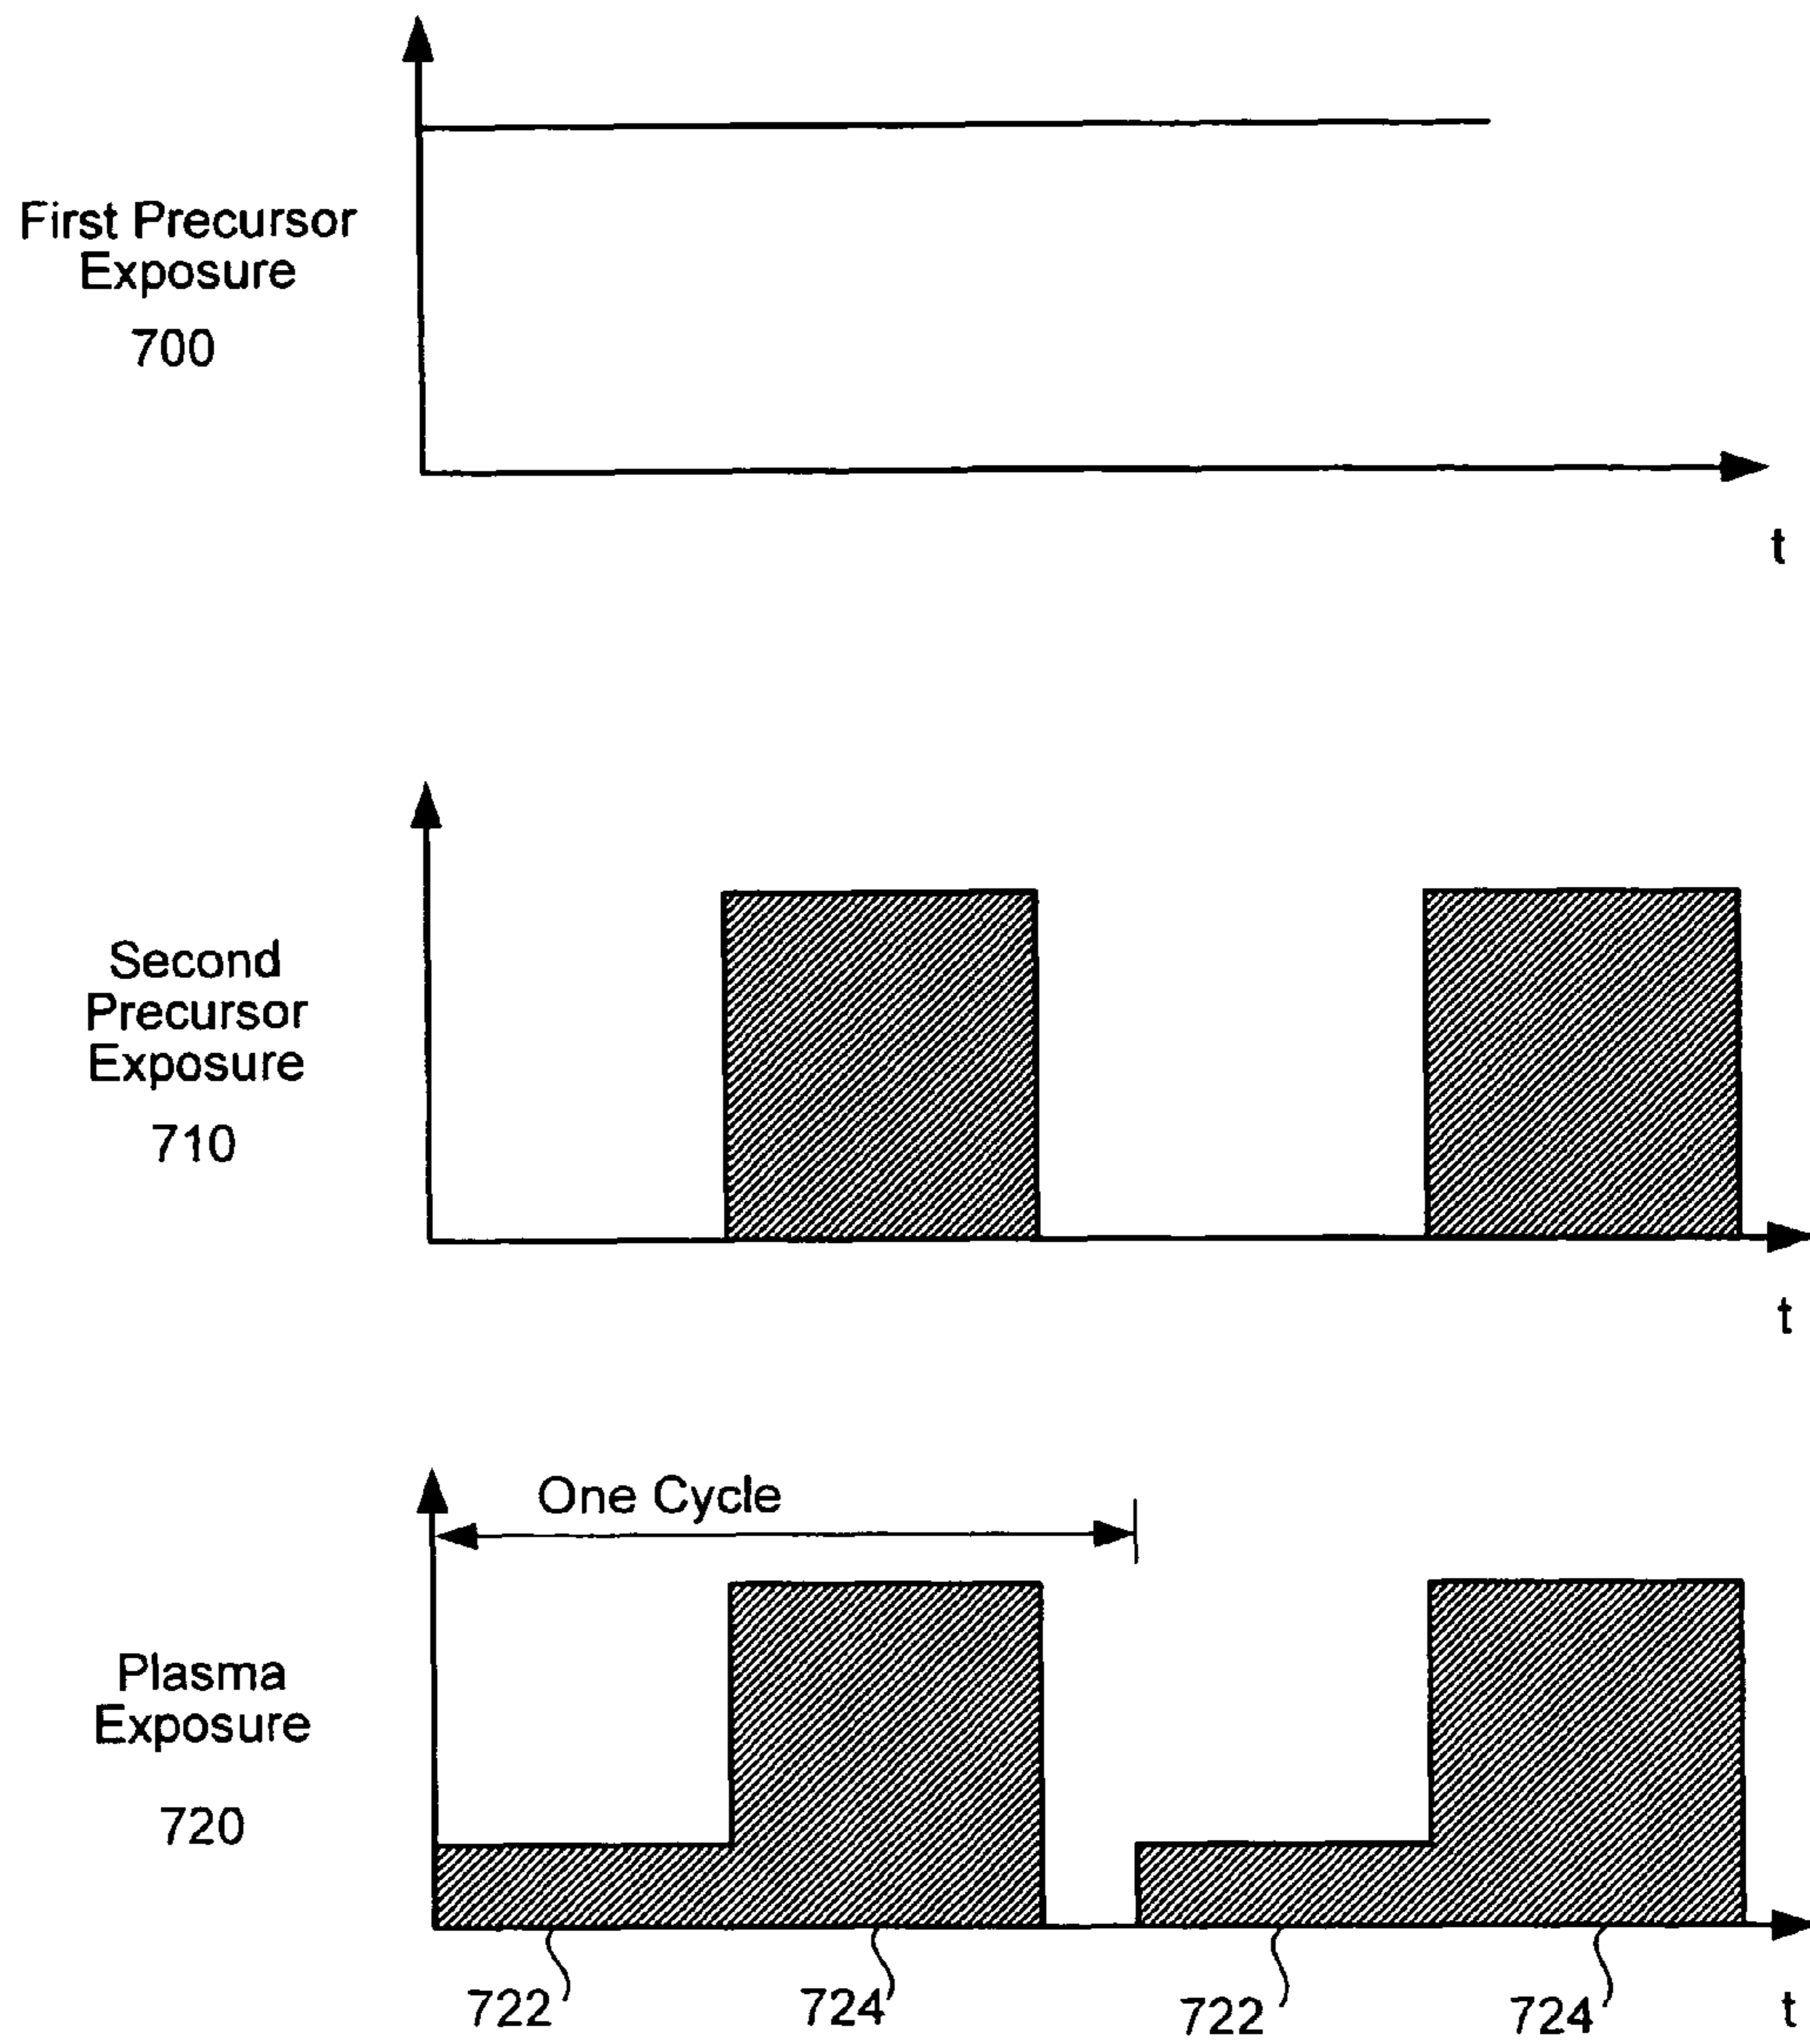 First Precursor
Exposure
700
t
Second
Precursor
Exposure
710
t
One Cycle
Plasma
Exposure
720
722
724
722
724
t